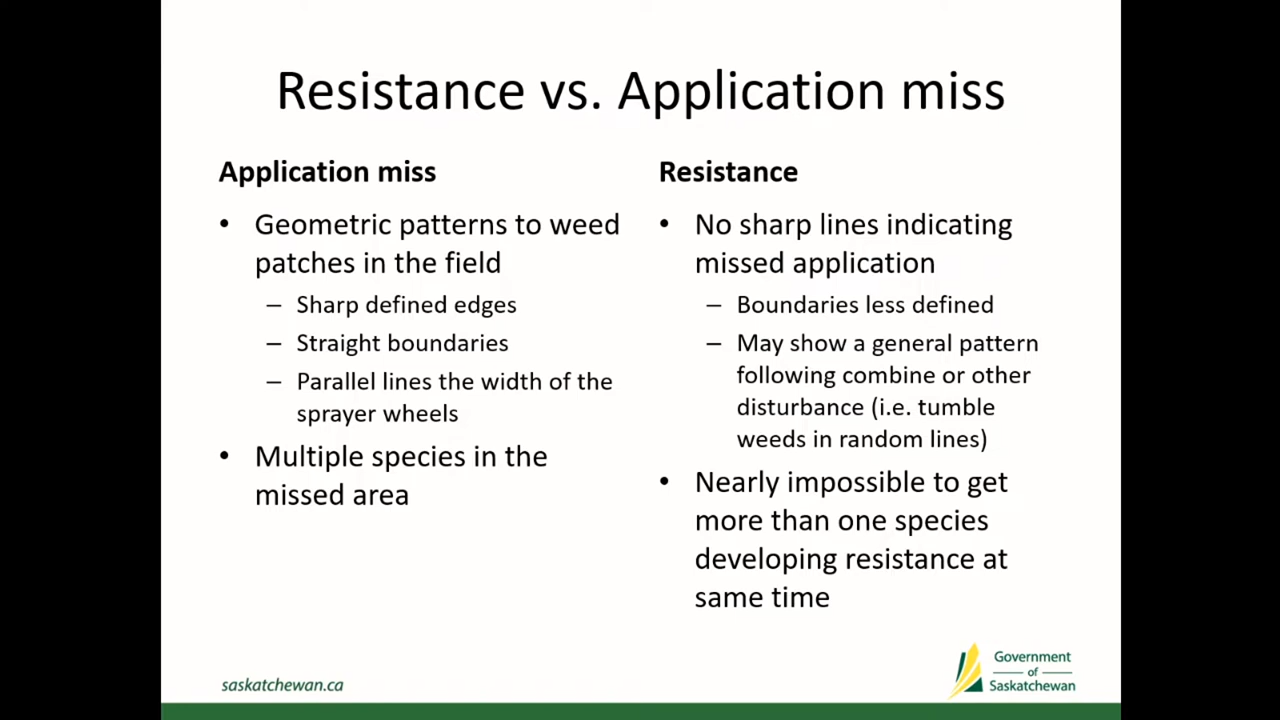 Resistance vs. Application miss
Application miss
• Geometric patterns to weed
patches in the field
– Sharp defined edges
– Straight boundaries
– Parallel lines the width of the
sprayer wheels
• Multiple species in the
missed area
Resistance
• No sharp lines indicating
missed application
– Boundaries less defined
– May show a general pattern
following combine or other
disturbance (i.e. tumble
weeds in random lines)
• Nearly impossible to get
more than one species
developing resistance at
same time
saskatchewan.ca
Government
of
Saskatchewan